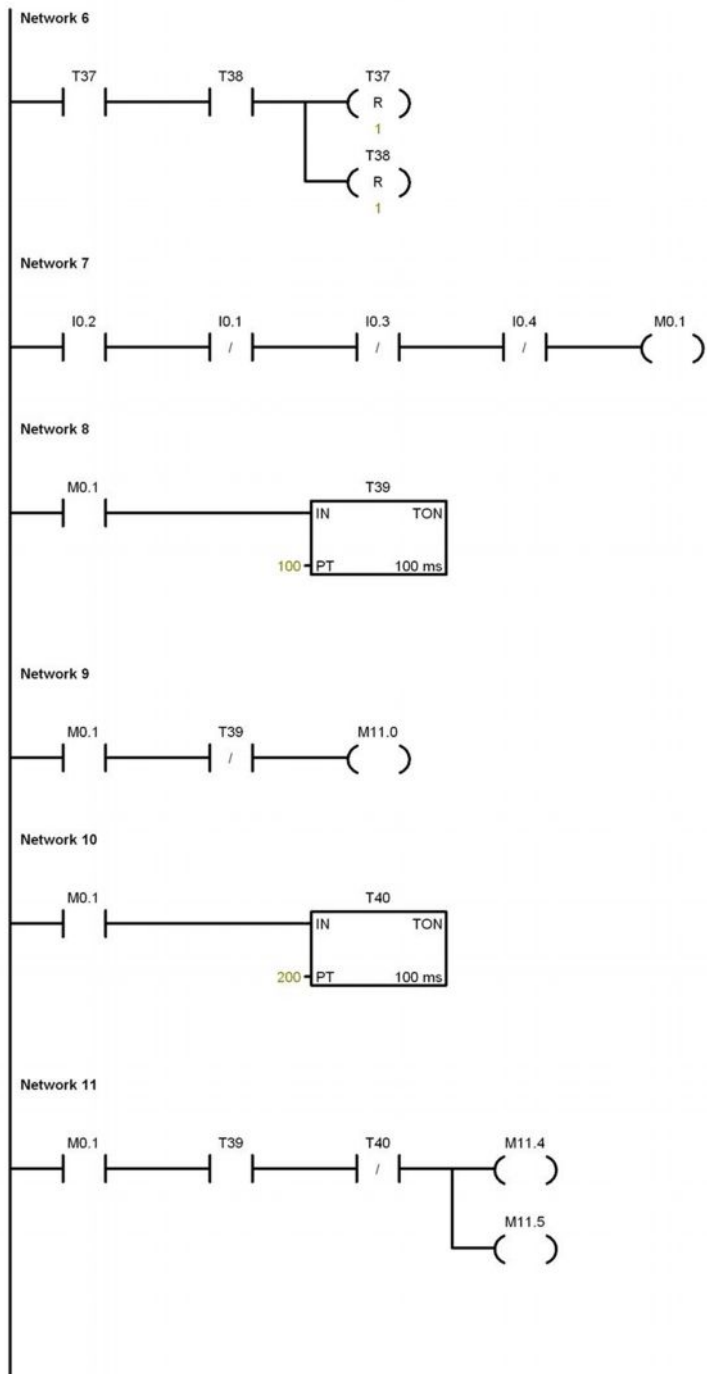 Network 6
T37 T38 T37
R
1
T38
R
1
Network 7
I0.2 I0.1 I0.3 I0.4 M0.1
/ / /
Network 8
M0.1 T39
IN TON
100 PT 100 ms
Network 9
M0.1 T39 M11.0
/
Network 10
M0.1 T40
IN TON
200 PT 100 ms
Network 11
M0.1 T39 T40 M11.4
/
M11.5